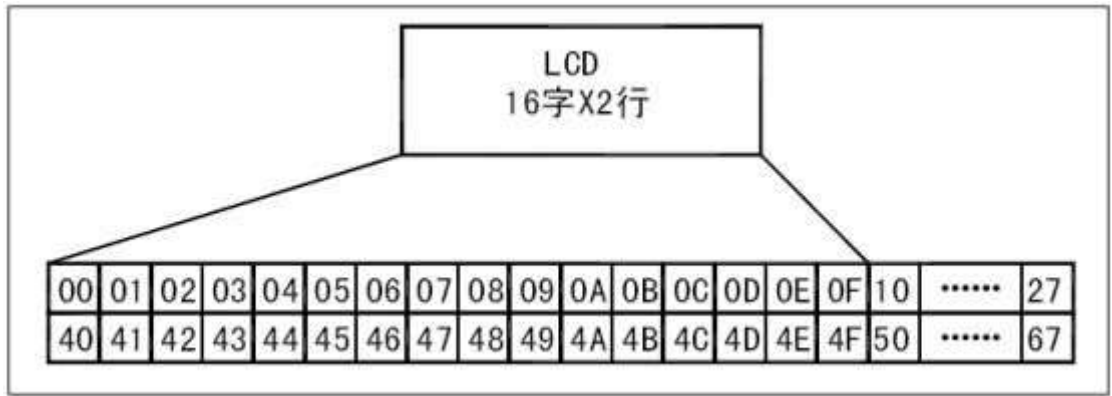 LCD
16字X2行
00 01 02 03 04 05 06 07 08 09 0A 0B 0C 0D 0E 0F 10 ...... 27
40 41 42 43 44 45 46 47 48 49 4A 4B 4C 4D 4E 4F 50 ...... 67